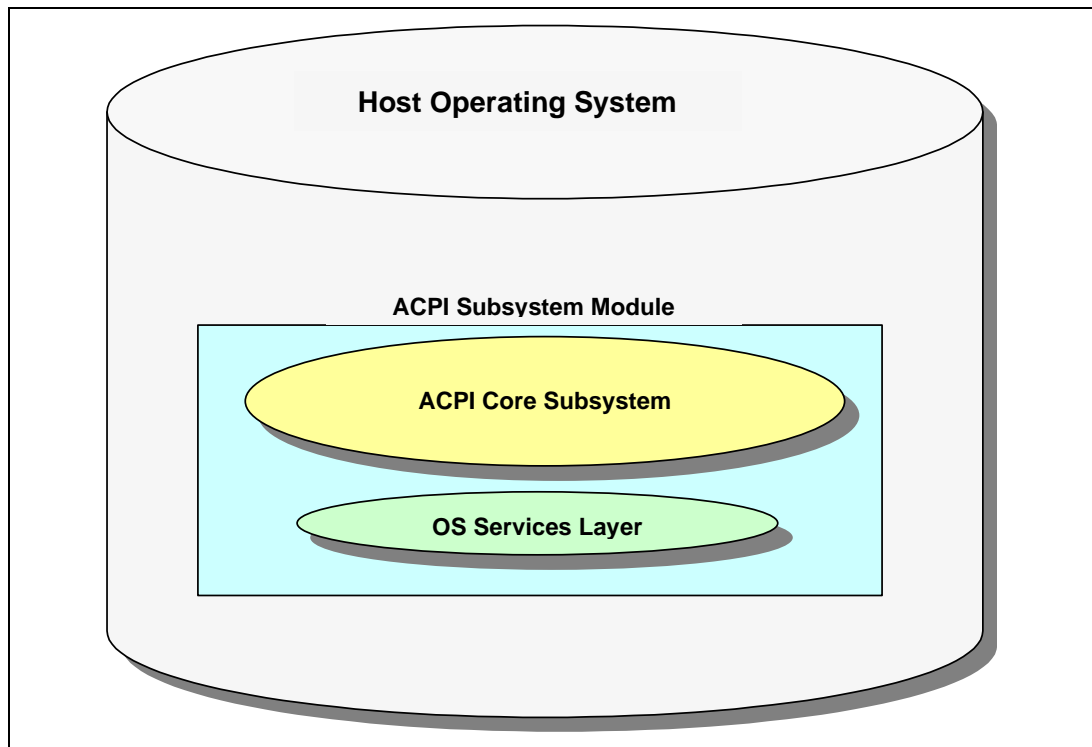 Host Operating System
ACPI Subsystem Module
ACPI Core Subsystem
OS Services Layer